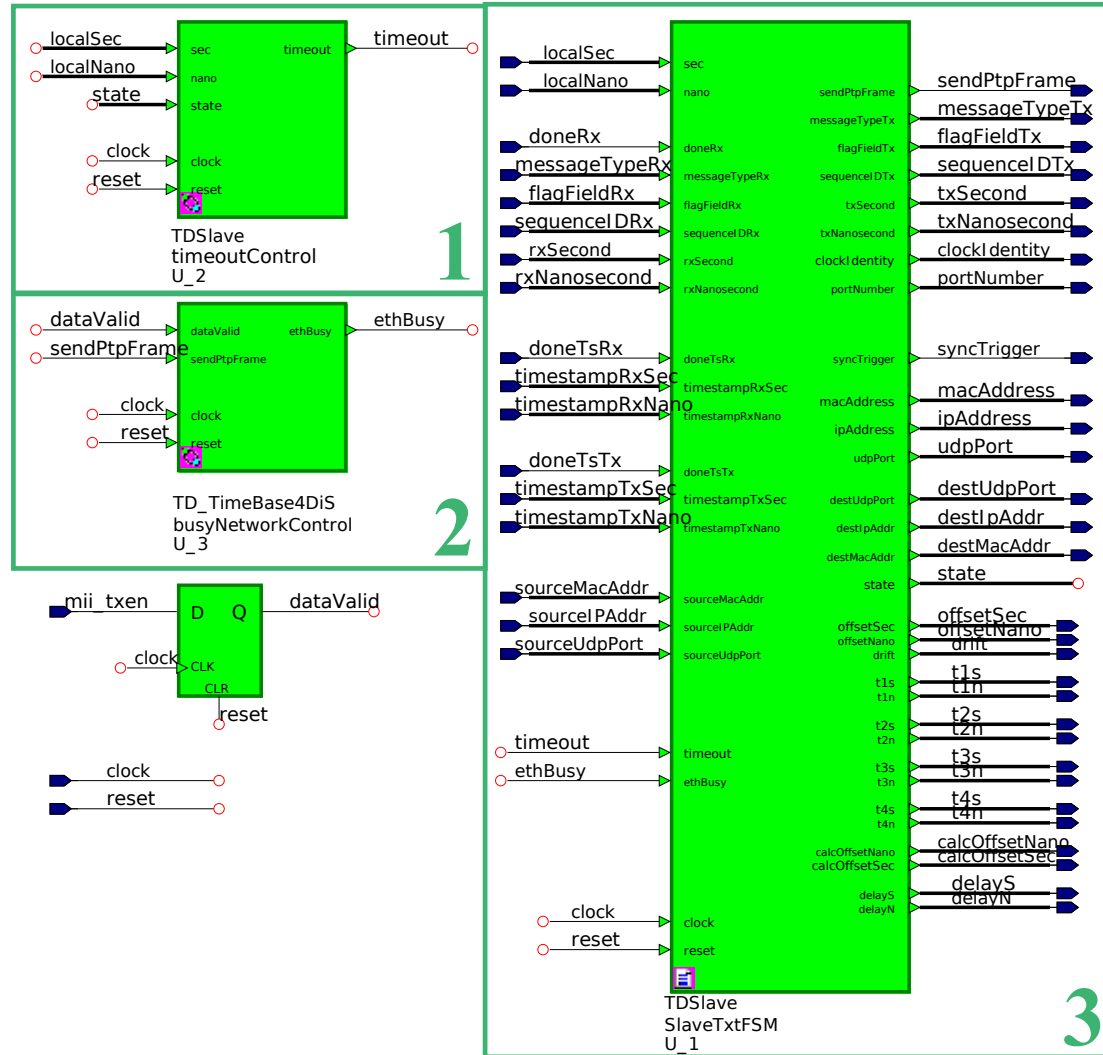 localSec
sec
timeout
timeout
localNano
nano
state
state
clock
clock
reset
reset
TDSlave
timeoutControl
U_2
1
dataValid
dataValid
ethBusy
ethBusy
sendPtpFrame
sendPtpFrame
clock
clock
reset
reset
TD_TimeBase4DiS
busyNetworkControl
U_3
2
mii_txen
D
Q
dataValid
clock
CLK
CLR
reset
clock
reset
localSec
sec
localNano
nano
sendPtpFrame
sendPtpFrame
messageTypeTx
messageTypeTx
doneRx
doneRx
flagFieldTx
flagFieldTx
messageTypeRx
messageTypeRx
sequenceIDTx
sequenceIDTx
flagFieldRx
flagFieldRx
txSecond
txSecond
sequenceIDRx
sequenceIDRx
txNanosecond
txNanosecond
rxSecond
rxSecond
clockIdentity
clockIdentity
rxNanosecond
rxNanosecond
portNumber
portNumber
doneTsRx
doneTsRx
syncTrigger
syncTrigger
timestampRxSec
timestampRxSec
macAddress
macAddress
timestampRxNano
timestampRxNano
ipAddress
ipAddress
udpPort
udpPort
doneTsTx
doneTsTx
timestampTxSec
timestampTxSec
destUdpPort
destUdpPort
timestampTxNano
timestampTxNano
destIpAddr
destIpAddr
destMacAddr
destMacAddr
state
state
sourceMacAddr
sourceMacAddr
sourceIPAddr
sourceIPAddr
offsetSec
offsetSec
offsetNano
offsetNano
sourceUdpPort
sourceUdpPort
drift
drift
t1s
t1s
t1n
t1n
t2s
t2s
t2n
t2n
timeout
timeout
t3s
t3s
ethBusy
ethBusy
t3n
t3n
t4s
t4s
t4n
t4n
calcOffsetNano
calcOffsetNano
calcOffsetSec
calcOffsetSec
delayS
delayS
delayN
delayN
clock
clock
reset
reset
TDSlave
SlaveTxtFSM
U_1
3